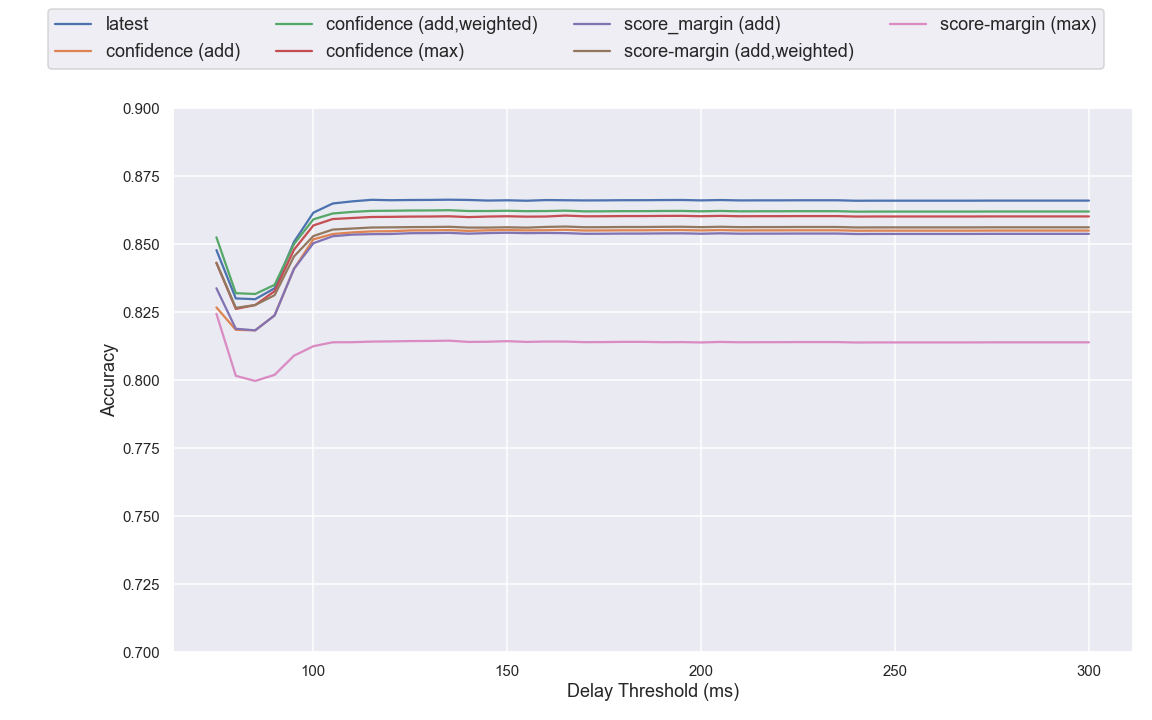 latest
confidence (add)
confidence (add,weighted)
confidence (max)
score_margin (add)
score-margin (add,weighted)
score-margin (max)
0.900
0.875
0.850
0.825
0.800
0.775
0.750
0.725
0.700
Accuracy
100
150
200
250
300
Delay Threshold (ms)